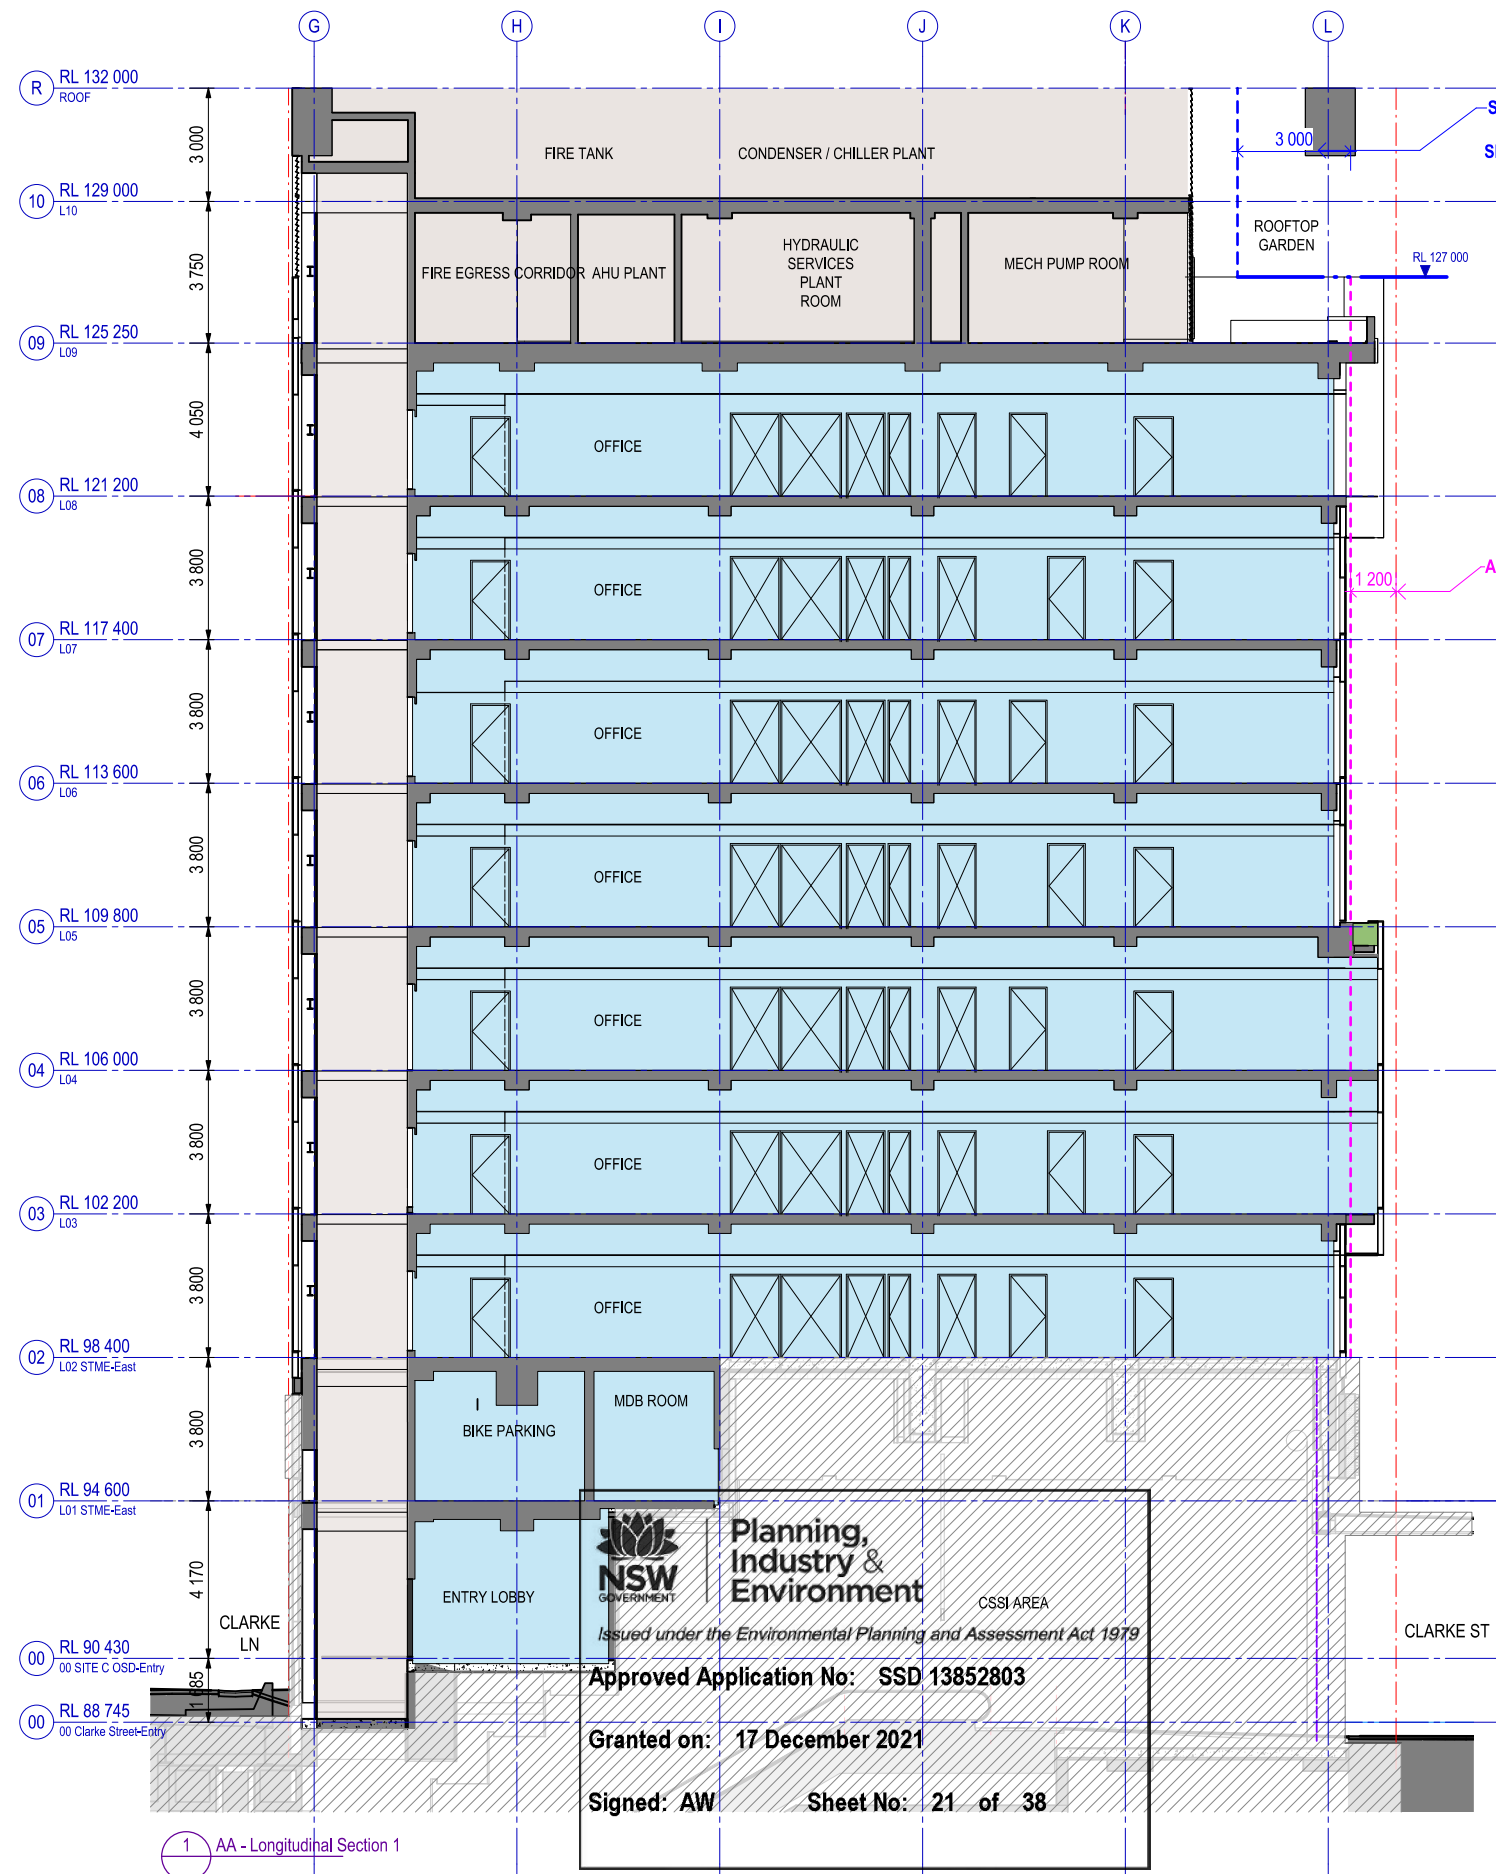 G H I J K L
R RL 132 000
ROOF
3 000
FIRE TANK
CONDENSER / CHILLER PLANT
3 000
S
S
10 RL 129 000
L10
3 750
FIRE EGRESS CORRIDOR
AHU PLANT
HYDRAULIC
SERVICES
PLANT
ROOM
MECH PUMP ROOM
ROOFTOP
GARDEN
RL 127 000
09 RL 125 250
L09
4 050
OFFICE
08 RL 121 200
L08
3 800
OFFICE
1 200
A
07 RL 117 400
L07
3 800
OFFICE
06 RL 113 600
L06
3 800
OFFICE
05 RL 109 800
L05
3 800
OFFICE
04 RL 106 000
L04
3 800
OFFICE
03 RL 102 200
L03
3 800
OFFICE
02 RL 98 400
L02 STME-East
3 800
BIKE PARKING
MDB ROOM
01 RL 94 600
L01 STME-East
4 170
ENTRY LOBBY
CLARKE
LN
NSW
GOVERNMENT
Planning,
Industry &
Environment
CSSI AREA
CLARKE ST
Issued under the Environmental Planning and Assessment Act 1979
00 RL 90 430
00 SITE C OSD-Entry
1 685
Approved Application No: SSD 13852803
00 RL 88 745
00 Clarke Street-Entry
Granted on: 17 December 2021
Signed: AW Sheet No: 21 of 38
1 AA - Longitudinal Section 1